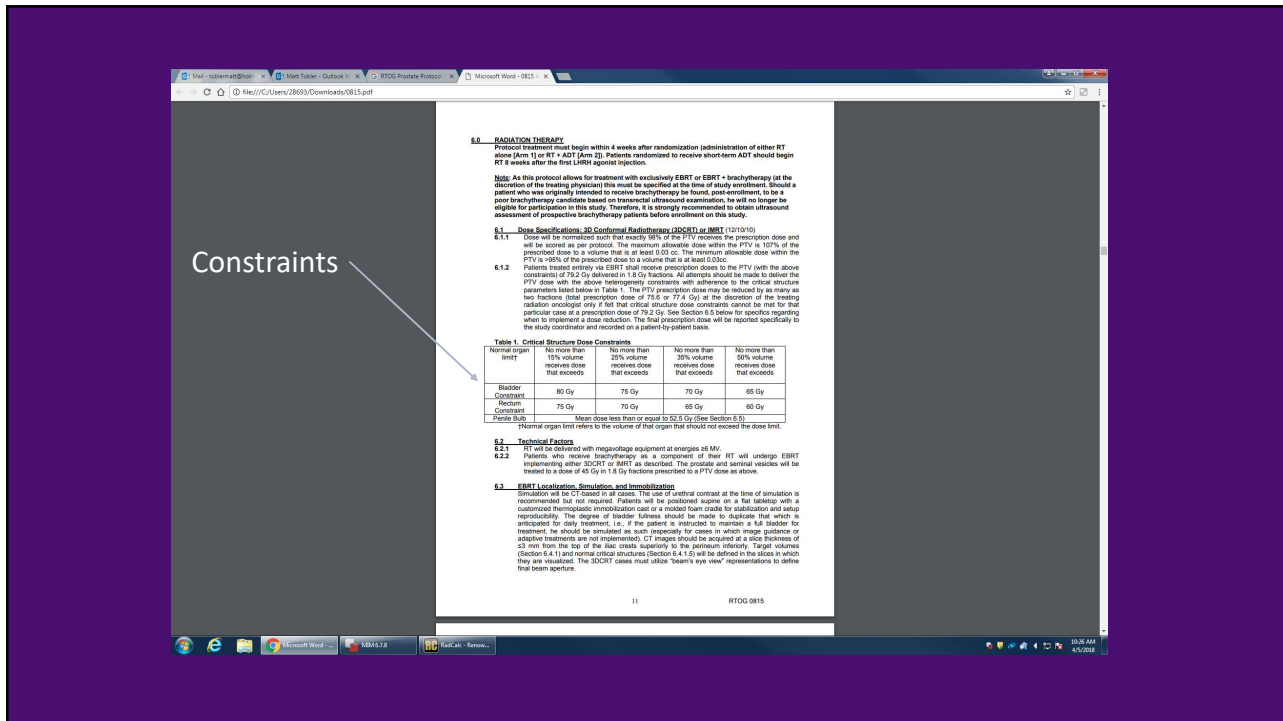 Mail - toblermatt@hotm
Matt Tobler - Outlook W
RTOG Prostate Protocol
Microsoft Word - 0815
file:///C:/Users/28693/Downloads/0815.pdf
Constraints
6.0 RADIATION THERAPY
Protocol treatment must begin within 4 weeks after randomization (administration of either RT
alone [Arm 1] or RT + ADT [Arm 2]). Patients randomized to receive short-term ADT should begin
RT 8 weeks after the first LHRH agonist injection.
Note: As this protocol allows for treatment with exclusively EBRT or EBRT + brachytherapy (at the
discretion of the treating physician) this must be specified at the time of study enrollment. Should a
patient who was originally intended to receive brachytherapy be found, post-enrollment, to be a
poor brachytherapy candidate based on transrectal ultrasound examination, he will no longer be
eligible for participation in this study. Therefore, it is strongly recommended to obtain ultrasound
assessment of prospective brachytherapy patients before enrollment on this study.
6.1 Dose Specifications: 3D Conformal Radiotherapy (3DCRT) or IMRT (12/10/10)
6.1.1 Dose will be normalized such that exactly 98% of the PTV receives the prescription dose and
will be scored as per protocol. The maximum allowable dose within the PTV is 107% of the
prescribed dose to a volume that is at least 0.03 cc. The minimum allowable dose within the
PTV is >95% of the prescribed dose to a volume that is at least 0.03cc.
6.1.2 Patients treated entirely via EBRT shall receive prescription doses to the PTV (with the above
constraints) of 79.2 Gy delivered in 1.8 Gy fractions. All attempts should be made to deliver the
PTV dose with the above heterogeneity constraints with adherence to the critical structure
parameters listed below in Table 1. The PTV prescription dose may be reduced by as many as
two fractions (total prescription dose of 75.6 or 77.4 Gy) at the discretion of the treating
radiation oncologist only if felt that critical structure dose constraints cannot be met for that
particular case at a prescription dose of 79.2 Gy. See Section 6.5 below for specifics regarding
when to implement a dose reduction. The final prescription dose will be reported specifically to
the study coordinator and recorded on a patient-by-patient basis.
Table 1. Critical Structure Dose Constraints
Normal organ limit† No more than 15% volume receives dose that exceeds No more than 25% volume receives dose that exceeds No more than 35% volume receives dose that exceeds No more than 50% volume receives dose that exceeds
Bladder Constraint 80 Gy 75 Gy 70 Gy 65 Gy
Rectum Constraint 75 Gy 70 Gy 65 Gy 60 Gy
Penile Bulb Mean dose less than or equal to 52.5 Gy (See Section 6.5)
†Normal organ limit refers to the volume of that organ that should not exceed the dose limit.
6.2 Technical Factors
6.2.1 RT will be delivered with megavoltage equipment at energies ≥6 MV.
6.2.2 Patients who receive brachytherapy as a component of their RT will undergo EBRT
implementing either 3DCRT or IMRT as described. The prostate and seminal vesicles will be
treated to a dose of 45 Gy in 1.8 Gy fractions prescribed to a PTV dose as above.
6.3 EBRT Localization, Simulation, and Immobilization
Simulation will be CT-based in all cases. The use of urethral contrast at the time of simulation is
recommended but not required. Patients will be positioned supine on a flat tabletop with a
customized thermoplastic immobilization cast or a molded foam cradle for stabilization and setup
reproducibility. The degree of bladder fullness should be made to duplicate that which is
anticipated for daily treatment, i.e., if the patient is instructed to maintain a full bladder for
treatment, he should be simulated as such (especially for cases in which image guidance or
adaptive treatments are not implemented). CT images should be acquired at a slice thickness of
≤3 mm from the top of the iliac crests superiorly to the perineum inferiorly. Target volumes
(Section 6.4.1) and normal critical structures (Section 6.4.1.5) will be defined in the slices in which
they are visualized. The 3DCRT cases must utilize "beam's eye view" representations to define
final beam aperture.
11 RTOG 0815
Microsoft Word - ...
MIM 6.7.8
RadCalc - Renow...
10:26 AM
4/5/2018